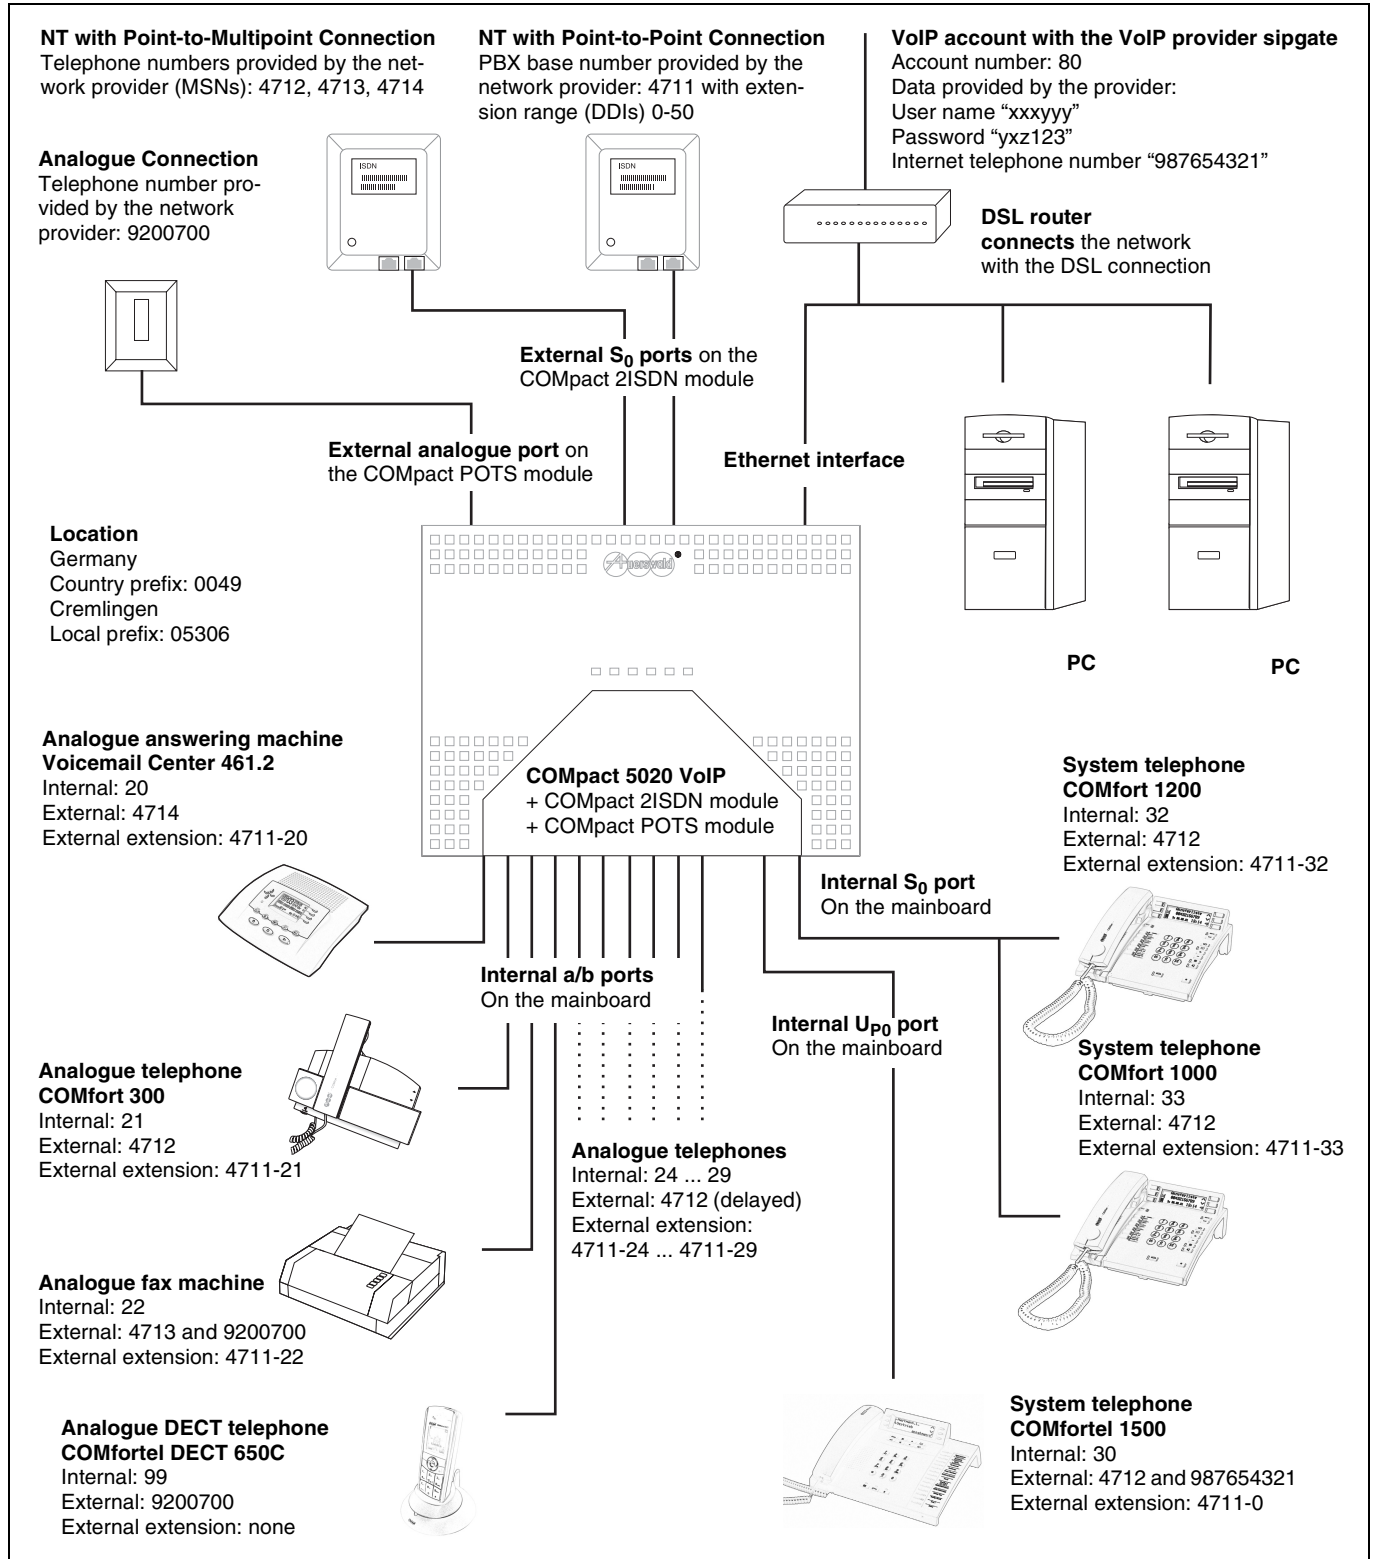 NT with Point-to-Multipoint Connection
Telephone numbers provided by the net-
work provider (MSNs): 4712, 4713, 4714
NT with Point-to-Point Connection
PBX base number provided by the
network provider: 4711 with exten-
sion range (DDIs) 0-50
VoIP account with the VoIP provider sipgate
Account number: 80
Data provided by the provider:
User name “xxxyyy”
Password “yxz123”
Internet telephone number “987654321”
Analogue Connection
Telephone number pro-
vided by the network
provider: 9200700
ISDN
ISDN
DSL router
connects the network
with the DSL connection
External S0 ports on the
COMpact 2ISDN module
External analogue port on
the COMpact POTS module
Ethernet interface
Location
Germany
Country prefix: 0049
Cremlingen
Local prefix: 05306
Auerswald
PC
PC
Analogue answering machine
Voicemail Center 461.2
Internal: 20
External: 4714
External extension: 4711-20
COMpact 5020 VoIP
+ COMpact 2ISDN module
+ COMpact POTS module
System telephone
COMfort 1200
Internal: 32
External: 4712
External extension: 4711-32
Internal S0 port
On the mainboard
Internal a/b ports
On the mainboard
Internal UP0 port
On the mainboard
System telephone
COMfort 1000
Internal: 33
External: 4712
External extension: 4711-33
Analogue telephone
COMfort 300
Internal: 21
External: 4712
External extension: 4711-21
Analogue telephones
Internal: 24 ... 29
External: 4712 (delayed)
External extension:
4711-24 ... 4711-29
Analogue fax machine
Internal: 22
External: 4713 and 9200700
External extension: 4711-22
Analogue DECT telephone
COMfortel DECT 650C
Internal: 99
External: 9200700
External extension: none
System telephone
COMfortel 1500
Internal: 30
External: 4712 and 987654321
External extension: 4711-0